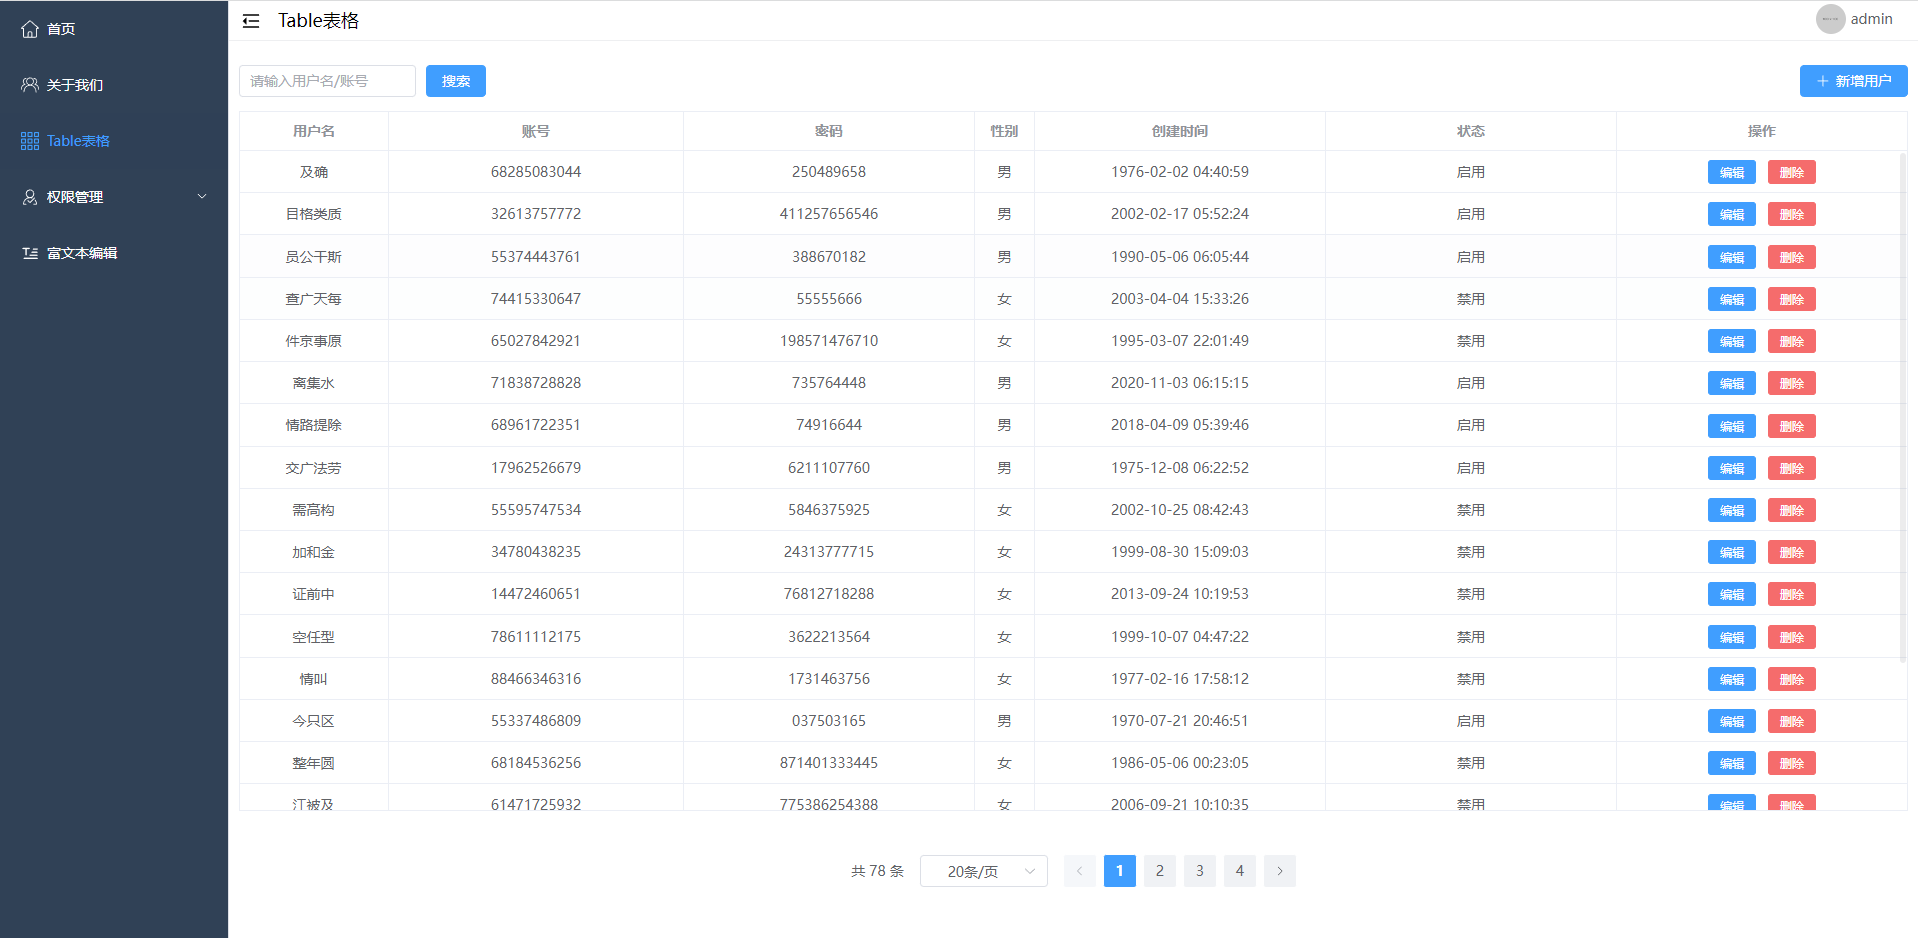 首页
关于我们
Table表格
权限管理
富文本编辑
Table表格
admin
请输入用户名/账号 搜索 新增用户
用户名 账号 密码 性别 创建时间 状态 操作
及确 68285083044 250489658 男 1976-02-02 04:40:59 启用 编辑 删除
目格类质 32613757772 411257656546 男 2002-02-17 05:52:24 启用 编辑 删除
员公干斯 55374443761 388670182 男 1990-05-06 06:05:44 启用 编辑 删除
查广天每 74415330647 55555666 女 2003-04-04 15:33:26 禁用 编辑 删除
件京事原 65027842921 198571476710 女 1995-03-07 22:01:49 禁用 编辑 删除
离集水 71838728828 735764448 男 2020-11-03 06:15:15 启用 编辑 删除
情路提除 68961722351 74916644 男 2018-04-09 05:39:46 启用 编辑 删除
交广法劳 17962526679 6211107760 男 1975-12-08 06:22:52 启用 编辑 删除
需高构 55595747534 5846375925 女 2002-10-25 08:42:43 禁用 编辑 删除
加和金 34780438235 24313777715 女 1999-08-30 15:09:03 禁用 编辑 删除
证前中 14472460651 76812718288 女 2013-09-24 10:19:53 禁用 编辑 删除
空任型 78611112175 3622213564 女 1999-10-07 04:47:22 禁用 编辑 删除
情叫 88466346316 1731463756 女 1977-02-16 17:58:12 禁用 编辑 删除
今只区 55337486809 037503165 男 1970-07-21 20:46:51 启用 编辑 删除
整年圆 68184536256 871401333445 女 1986-05-06 00:23:05 禁用 编辑 删除
江被及 61471725932 775386254388 女 2006-09-21 10:10:35 禁用 编辑 删除
共 78 条 20条/页 1 2 3 4